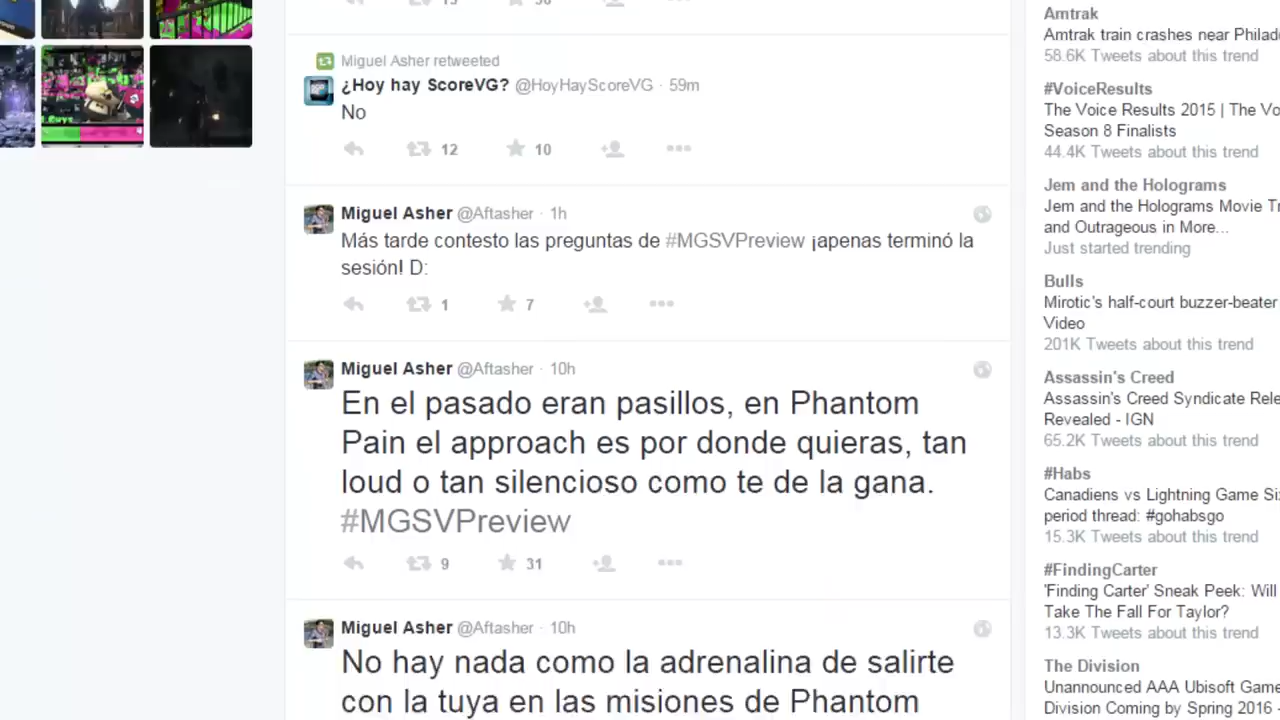 Miguel Asher retweeted
¿Hoy hay ScoreVG? @HoyHayScoreVG · 59m
No
12 10
Miguel Asher @Aftasher · 1h
Más tarde contesto las preguntas de #MGSVPreview ¡apenas terminó la
sesión! D:
1 7
Miguel Asher @Aftasher · 10h
En el pasado eran pasillos, en Phantom
Pain el approach es por donde quieras, tan
loud o tan silencioso como te de la gana.
#MGSVPreview
9 31
Miguel Asher @Aftasher · 10h
No hay nada como la adrenalina de salirte
con la tuya en las misiones de Phantom
Amtrak
Amtrak train crashes near
58.6K Tweets about this trend
#VoiceResults
The Voice Results 2015 | The
Season 8 Finalists
44.4K Tweets about this trend
Jem and the Holograms
Jem and the Holograms Movie
and Outrageous in More...
Just started trending
Bulls
Mirotic's half-court buzzer-beater
Video
201K Tweets about this trend
Assassin's Creed
Assassin's Creed Syndicate
Revealed - IGN
65.2K Tweets about this trend
#Habs
Canadiens vs Lightning Game
period thread: #gohabsgo
15.3K Tweets about this trend
#FindingCarter
'Finding Carter' Sneak Peek: Will
Take The Fall For Taylor?
13.3K Tweets about this trend
The Division
Unannounced AAA Ubisoft
Division Coming by Spring 2016 -